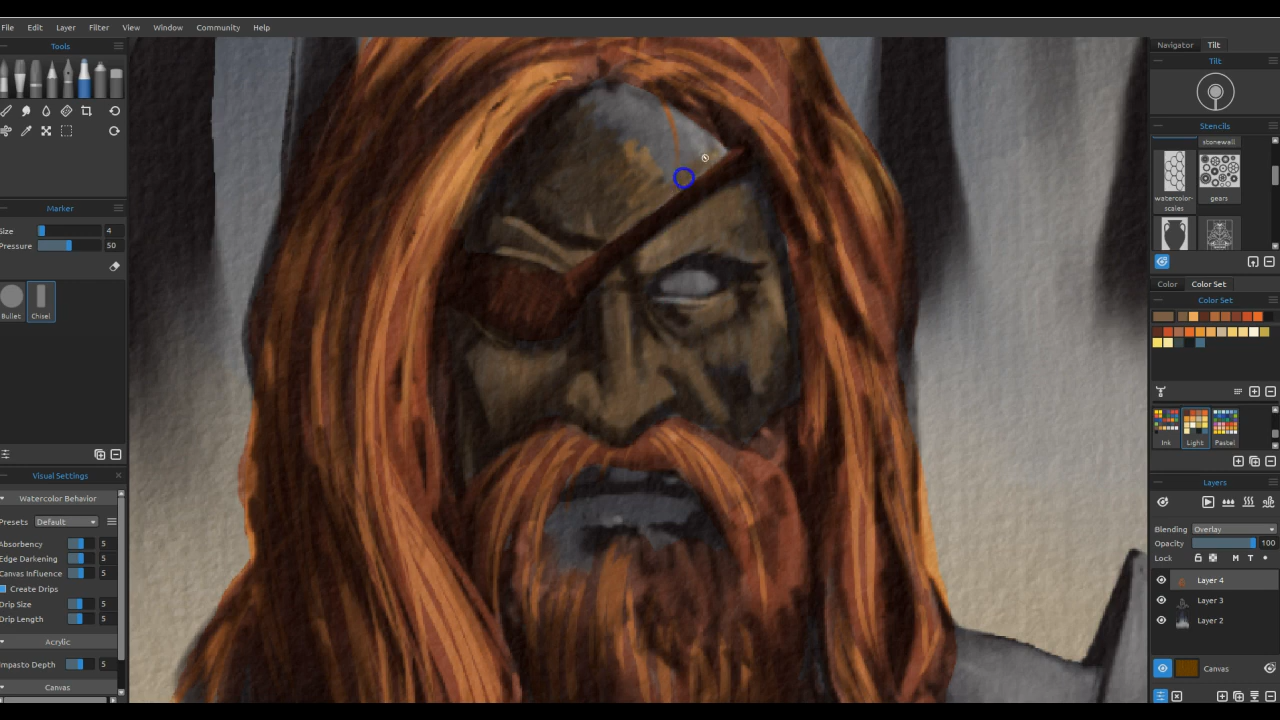 File Edit Layer Filter View Window Community Help
Tools
Marker
Size 4
Pressure 50
Bullet Chisel
Visual Settings
Watercolor Behavior
Presets Default
Absorbency 5
Edge Darkening 5
Canvas Influence 5
Create Drips
Drip Size 5
Drip Length 5
Acrylic
Impasto Depth 5
Canvas
Navigator Tilt
Tilt
Stencils
stonewall
watercolor-
scales
gears
Color Color Set
Color Set
Ink Light Pastel
Layers
Blending Overlay
Opacity 100
Lock M T
Layer 4
Layer 3
Layer 2
Canvas